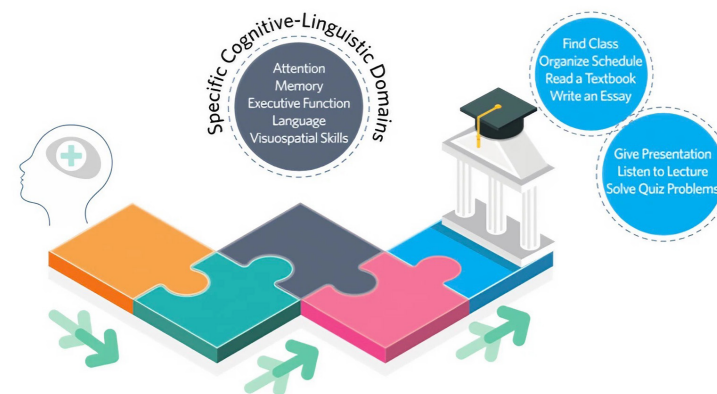 Specific Cognitive-Linguistic Domains
Attention
Memory
Executive Function
Language
Visuospatial Skills
Find Class
Organize Schedule
Read a Textbook
Write an Essay
Give Presentation
Listen to Lecture
Solve Quiz Problems